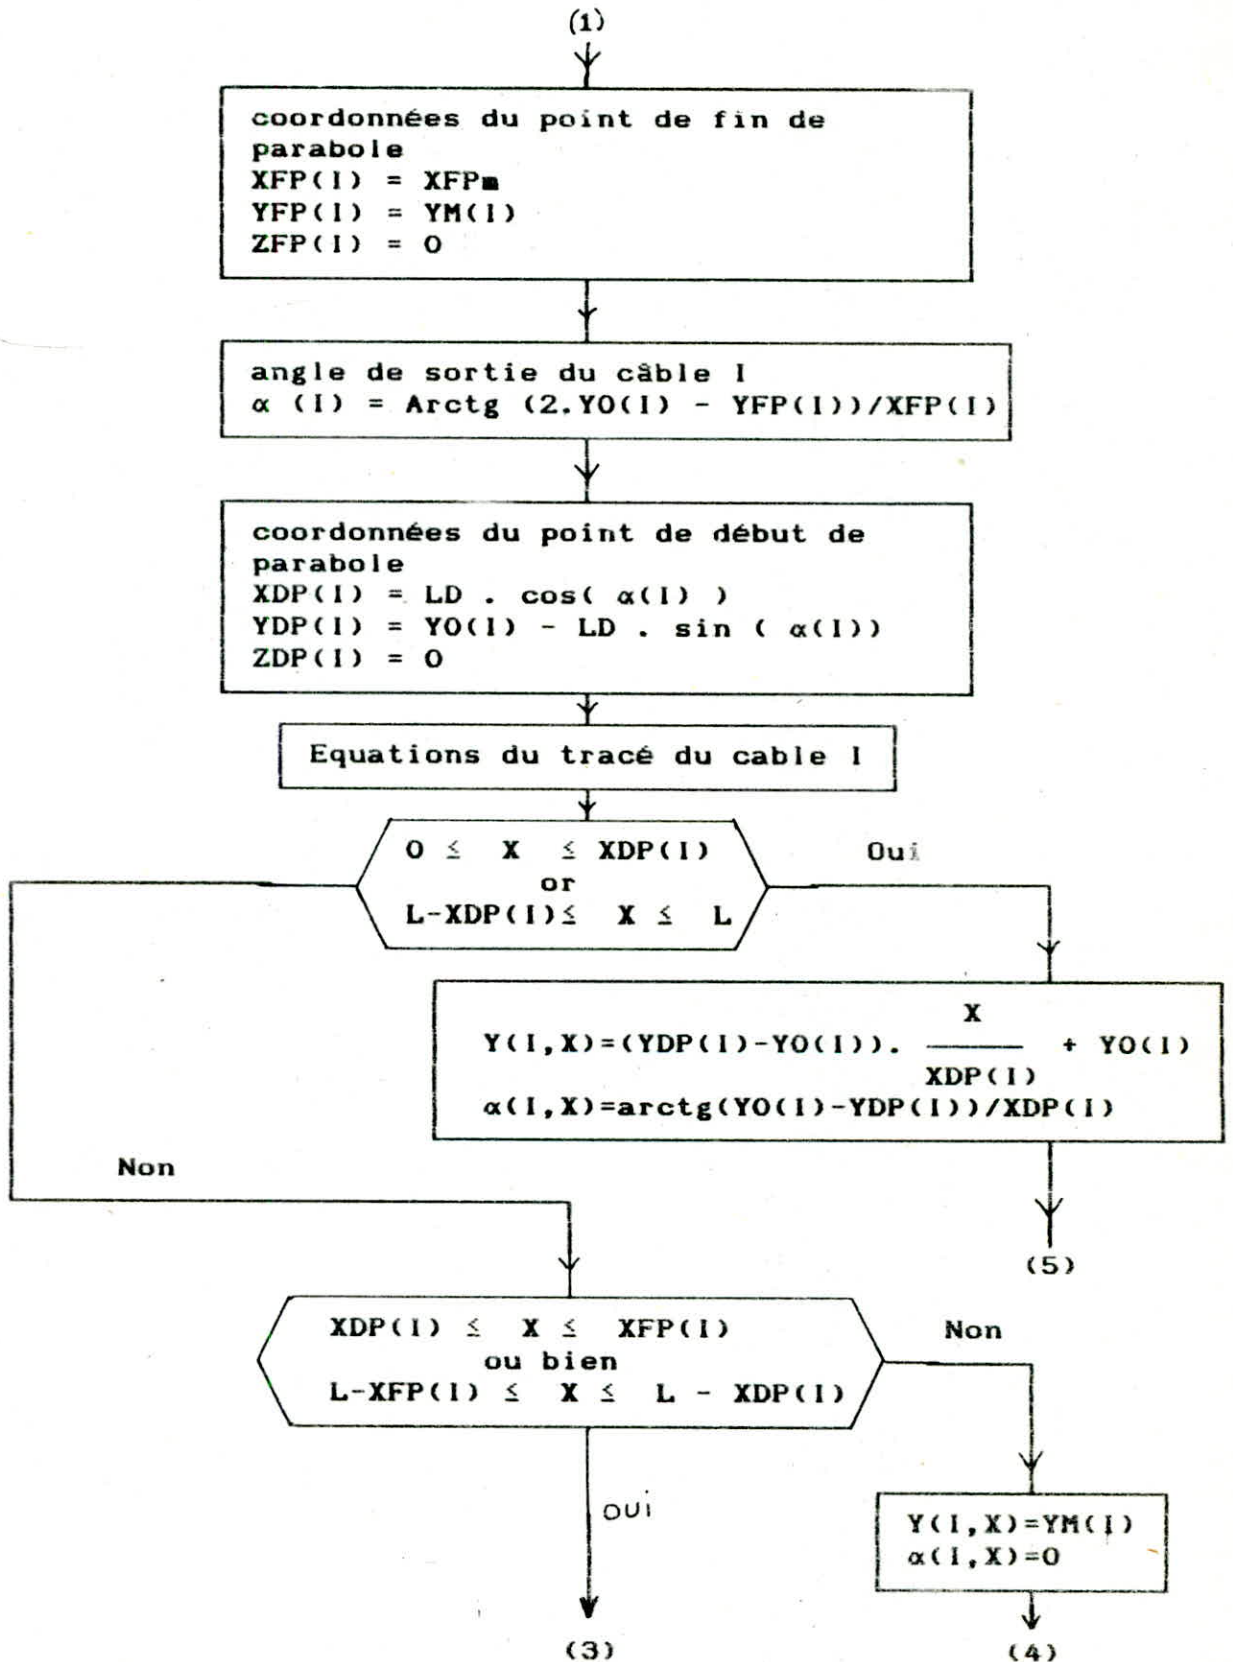 (1)
coordonnées du point de fin de
parabole
XFP(I) = XFPm
YFP(I) = YM(I)
ZFP(I) = 0
angle de sortie du câble I
α (I) = Arctg (2.YO(I) - YFP(I))/XFP(I)
coordonnées du point de début de
parabole
XDP(I) = LD . cos( α(I) )
YDP(I) = YO(I) - LD . sin ( α(I))
ZDP(I) = 0
Equations du tracé du cable I
0 ≤ X ≤ XDP(I)
or
L-XDP(I)≤ X ≤ L
Oui
X
Y(I,X)=(YDP(I)-YO(I)). ──── + YO(I)
XDP(I)
α(I,X)=arctg(YO(I)-YDP(I))/XDP(I)
Non
(5)
XDP(I) ≤ X ≤ XFP(I)
ou bien
L-XFP(I) ≤ X ≤ L - XDP(I)
Non
OUI
Y(I,X)=YM(I)
α(I,X)=0
(3)
(4)